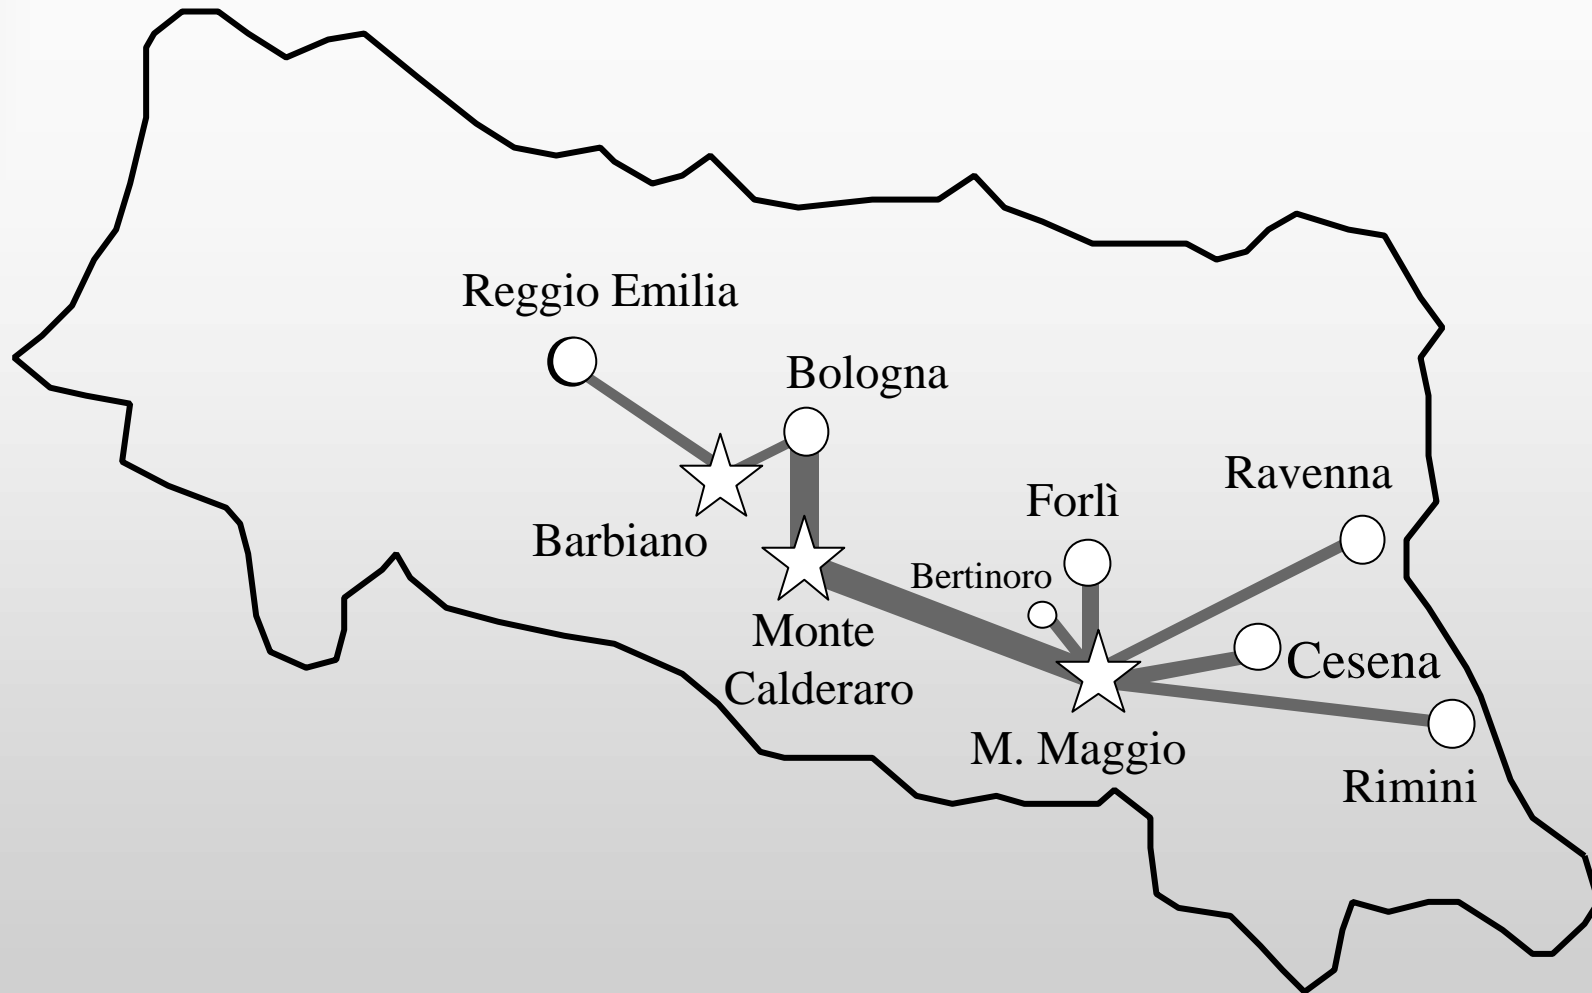 Reggio Emilia
Bologna
Ravenna
Forlì
Barbiano
Bertinoro
Monte
Calderaro
Cesena
M. Maggio
Rimini